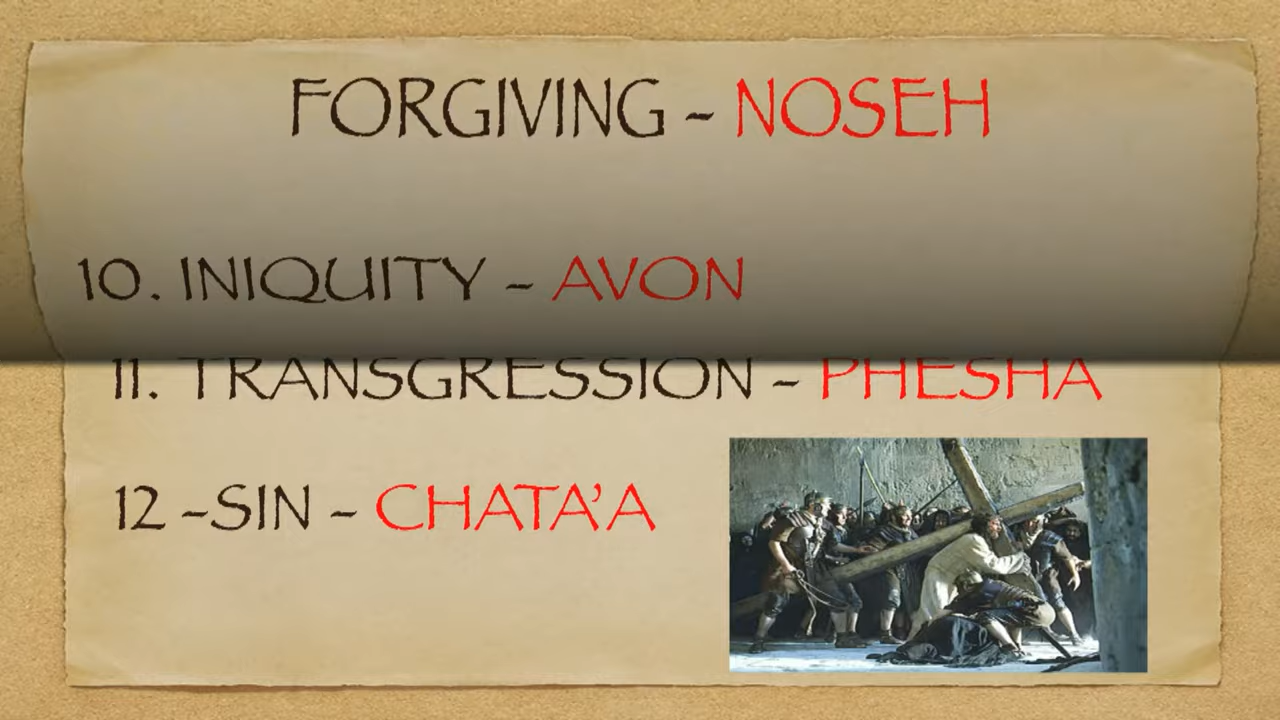 FORGIVING - NOSEH
10. INIQUITY - AVON
11. TRANSGRESSION - PHESHA
12 -SIN - CHATA'A